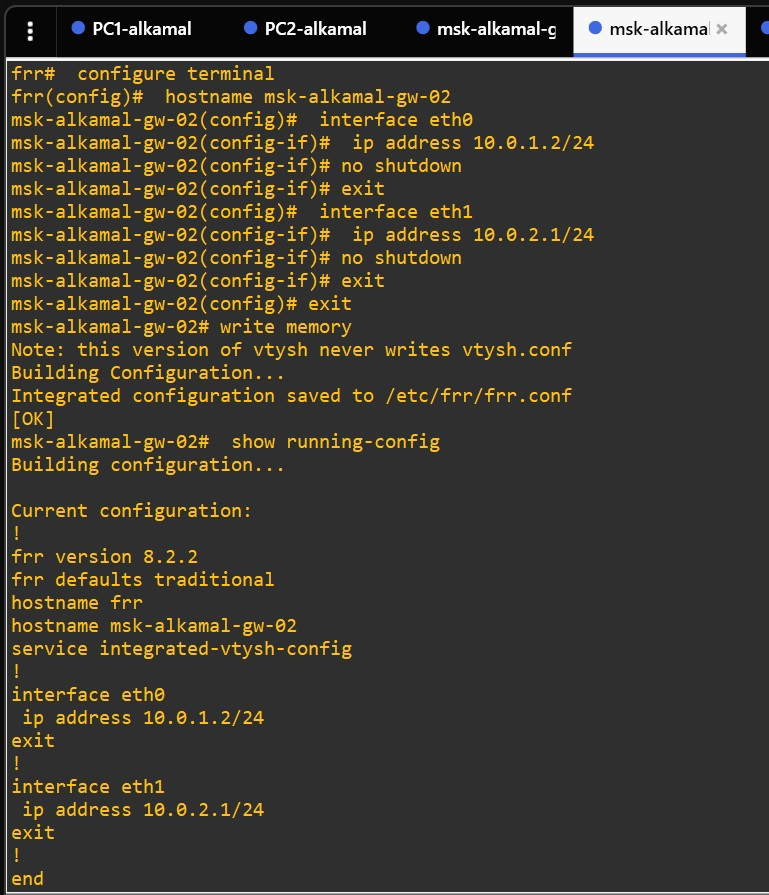 PC1-alkamal
PC2-alkamal
msk-alkamal-g
msk-alkamal
frr#  configure terminal
frr(config)#  hostname msk-alkamal-gw-02
msk-alkamal-gw-02(config)#  interface eth0
msk-alkamal-gw-02(config-if)#  ip address 10.0.1.2/24
msk-alkamal-gw-02(config-if)# no shutdown
msk-alkamal-gw-02(config-if)# exit
msk-alkamal-gw-02(config)#  interface eth1
msk-alkamal-gw-02(config-if)#  ip address 10.0.2.1/24
msk-alkamal-gw-02(config-if)# no shutdown
msk-alkamal-gw-02(config-if)# exit
msk-alkamal-gw-02(config)# exit
msk-alkamal-gw-02# write memory
Note: this version of vtysh never writes vtysh.conf
Building Configuration...
Integrated configuration saved to /etc/frr/frr.conf
[OK]
msk-alkamal-gw-02#  show running-config
Building configuration...

Current configuration:
!
frr version 8.2.2
frr defaults traditional
hostname frr
hostname msk-alkamal-gw-02
service integrated-vtysh-config
!
interface eth0
 ip address 10.0.1.2/24
exit
!
interface eth1
 ip address 10.0.2.1/24
exit
!
end